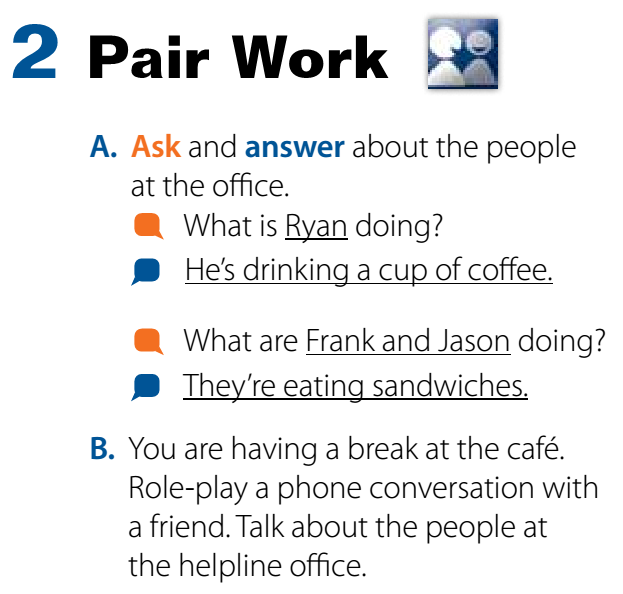 2 Pair Work
A. Ask and answer about the people
at the office.
What is Ryan doing?
He's drinking a cup of coffee.
What are Frank and Jason doing?
They're eating sandwiches.
B. You are having a break at the café.
Role-play a phone conversation with
a friend. Talk about the people at
the helpline office.